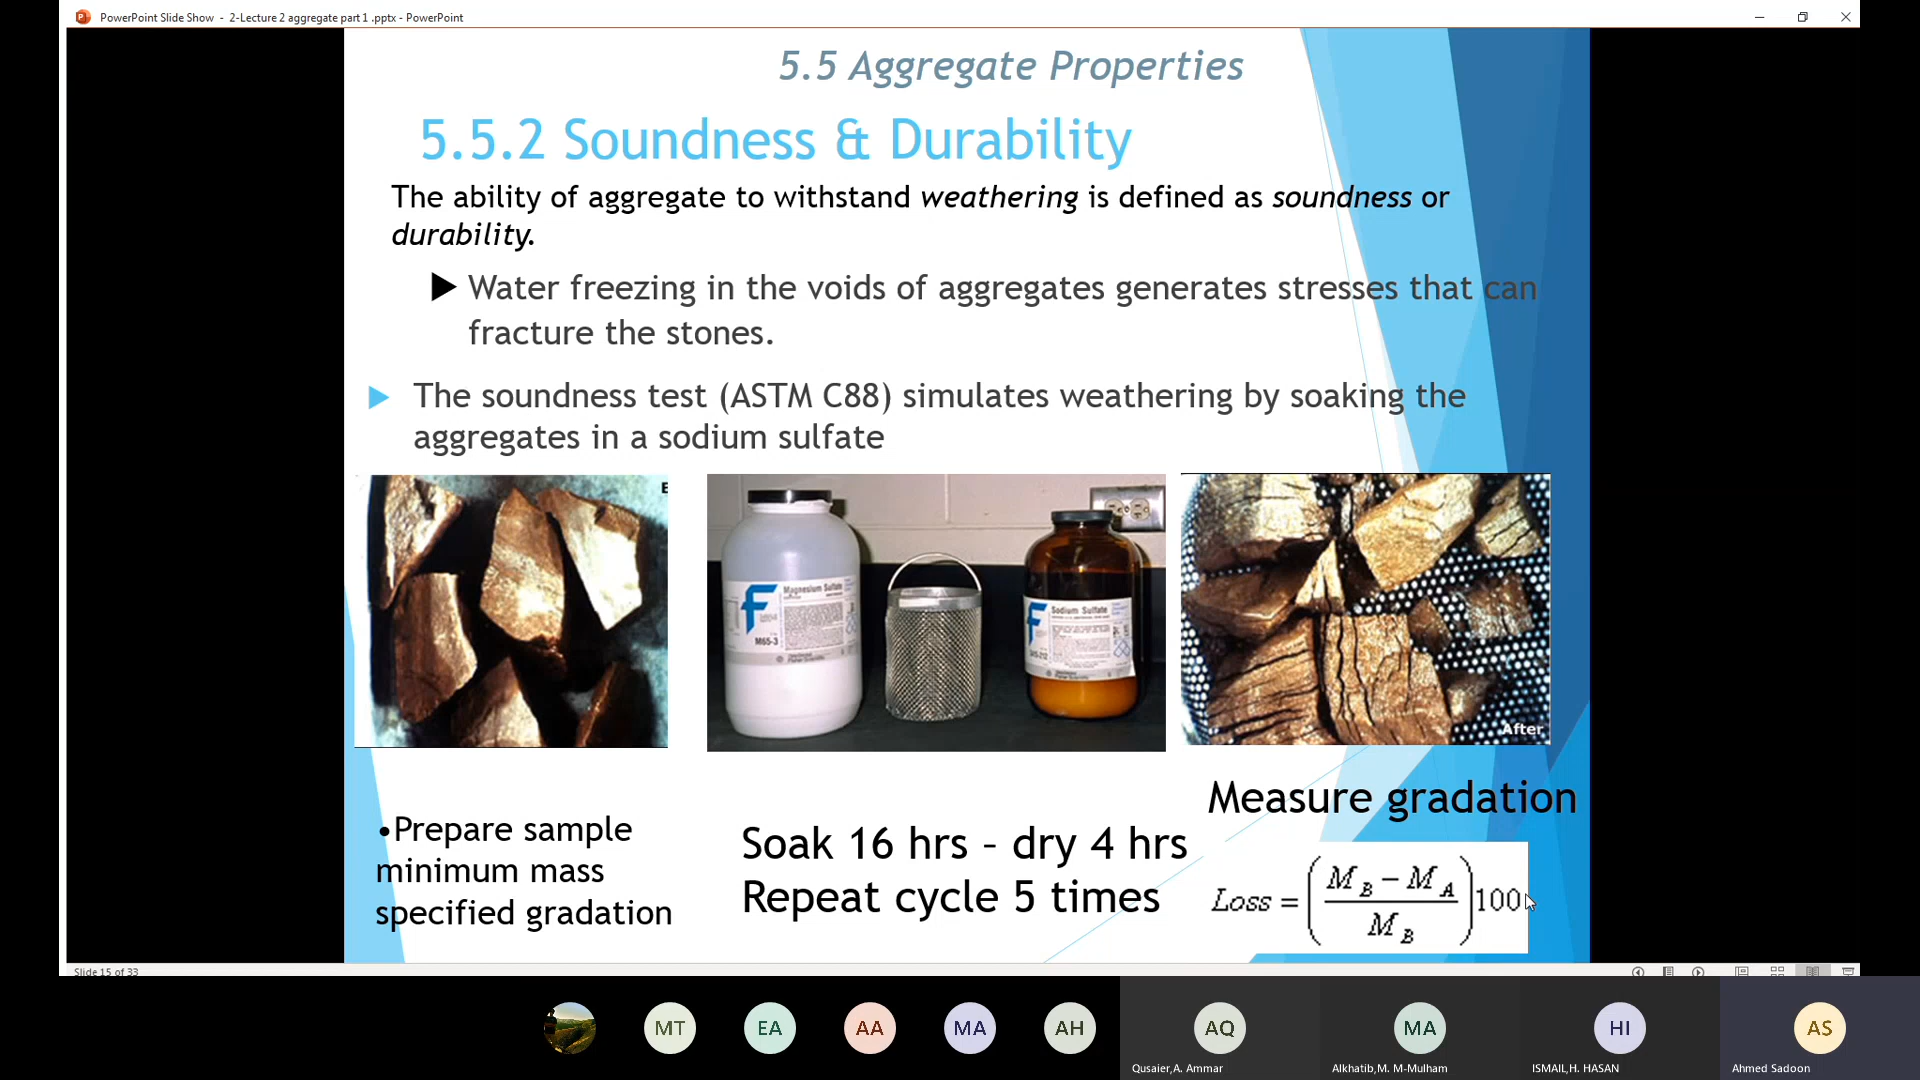 PowerPoint Slide Show - 2-Lecture 2 aggregate part 1 .pptx - PowerPoint
5.5 Aggregate Properties
5.5.2 Soundness & Durability
The ability of aggregate to withstand weathering is defined as soundness or
durability.
Water freezing in the voids of aggregates generates stresses that can
fracture the stones.
The soundness test (ASTM C88) simulates weathering by soaking the
aggregates in a sodium sulfate
Magnesium Sulfate
M65-3
Sodium Sulfate
After
•Prepare sample
minimum mass
specified gradation
Soak 16 hrs – dry 4 hrs
Repeat cycle 5 times
Measure gradation
Loss = (M_B − M_A / M_B) 100
Slide 15 of 33
MT EA AA MA AH AQ MA HI AS
Qusaier,A. Ammar Alkhatib,M. M-Mulham ISMAIL,H. HASAN Ahmed Sadoon